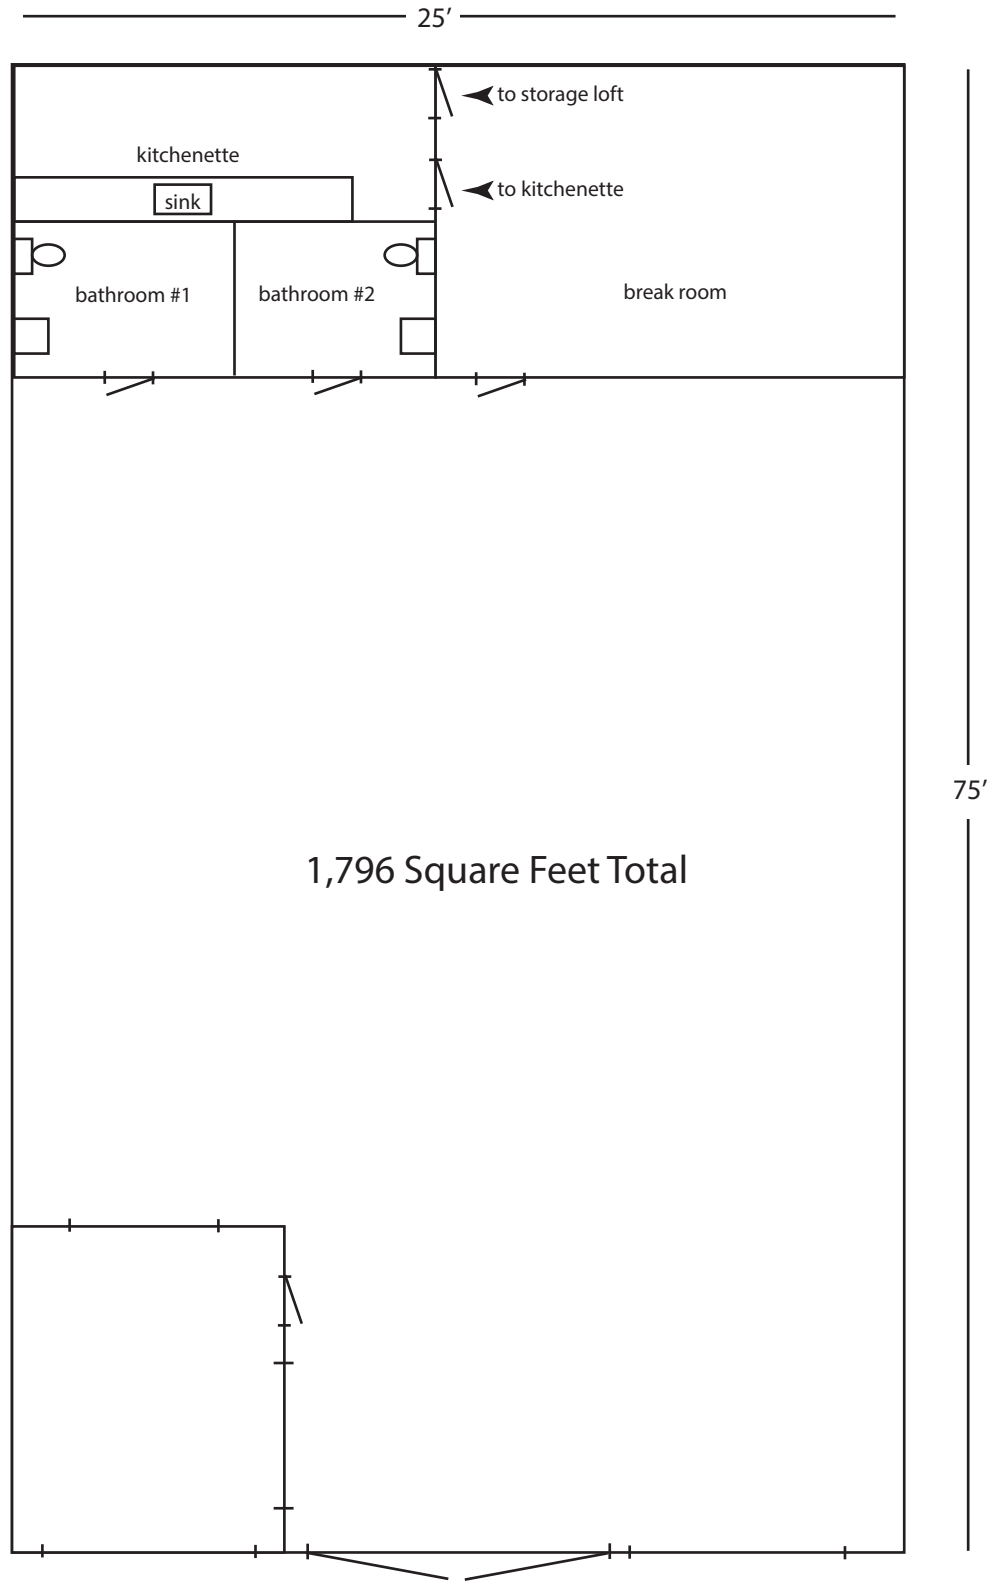 25′
to storage loft
kitchenette
to kitchenette
sink
bathroom #1
bathroom #2
break room
75′
1,796 Square Feet Total